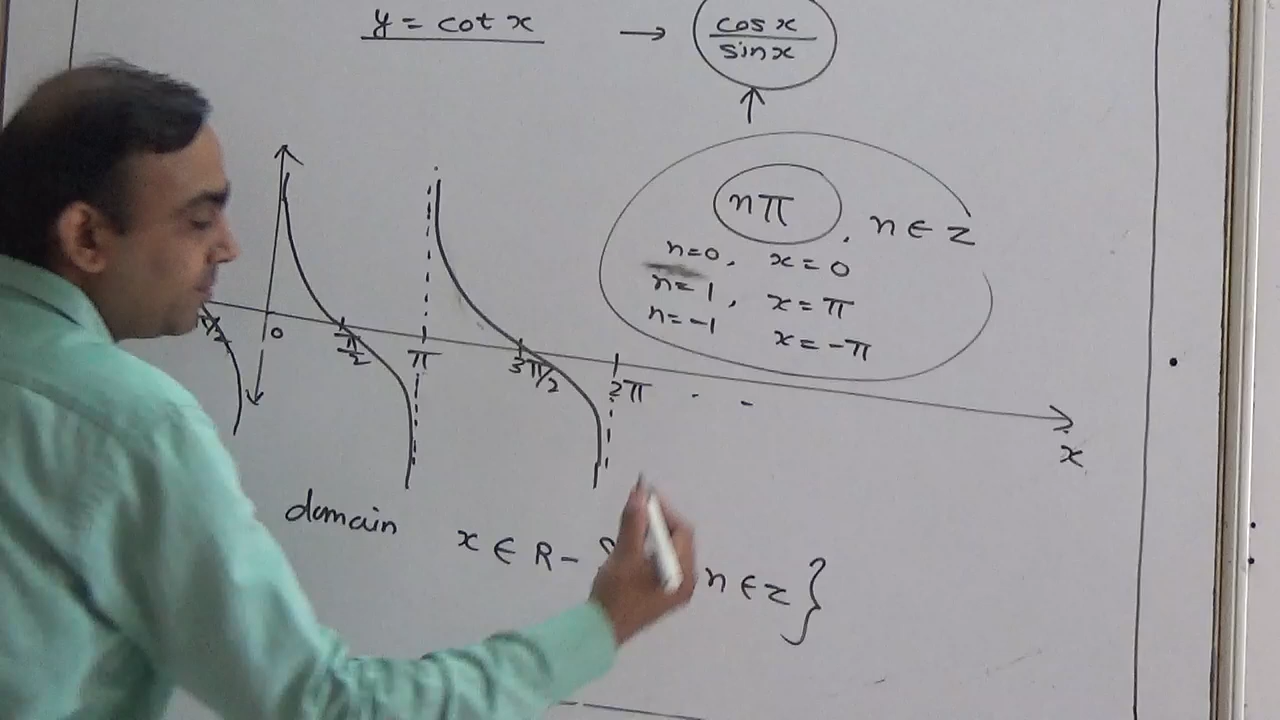 y = cot x → cos x / sin x
nπ , n ∈ z
n=0, x = 0
n=1, x = π
n=-1 x = -π
0 π/2 π 3π/2 2π . -
x
domain x ∈ R - { n ∈ z }